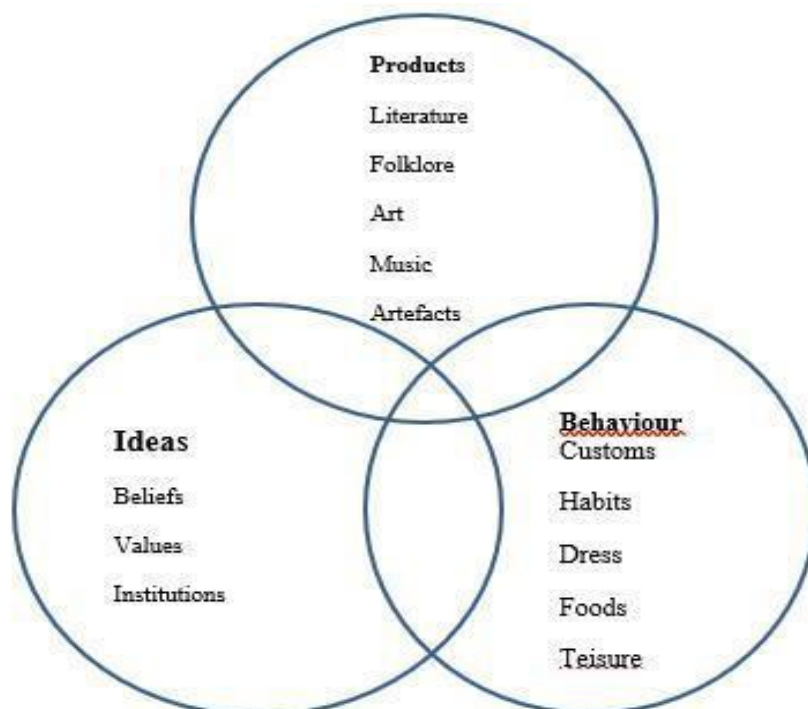 Products
Literature
Folklore
Art
Music
Artefacts
Ideas
Beliefs
Values
Institutions
Behaviour
Customs
Habits
Dress
Foods
Teisure